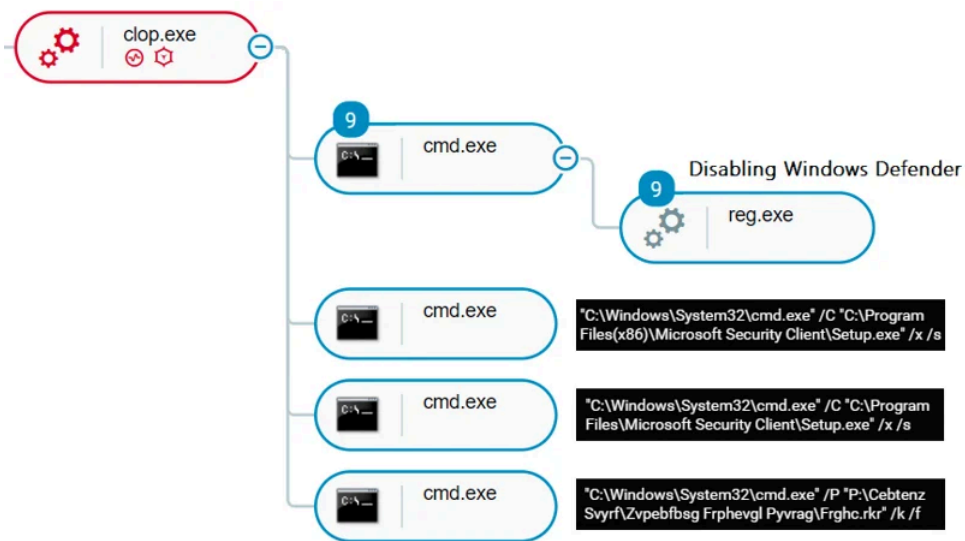 clop.exe
9
cmd.exe
C:\_
Disabling Windows Defender
9
reg.exe
cmd.exe
C:\_
"C:\Windows\System32\cmd.exe" /C "C:\Program
Files(x86)\Microsoft Security Client\Setup.exe" /x /s
cmd.exe
C:\_
"C:\Windows\System32\cmd.exe" /C "C:\Program
Files\Microsoft Security Client\Setup.exe" /x /s
cmd.exe
C:\_
"C:\Windows\System32\cmd.exe" /P "P:\Cebtenz
Svyrf\Zvpebfbsg Frphevgl Pyvrag\Frghc.rkr" /k /f